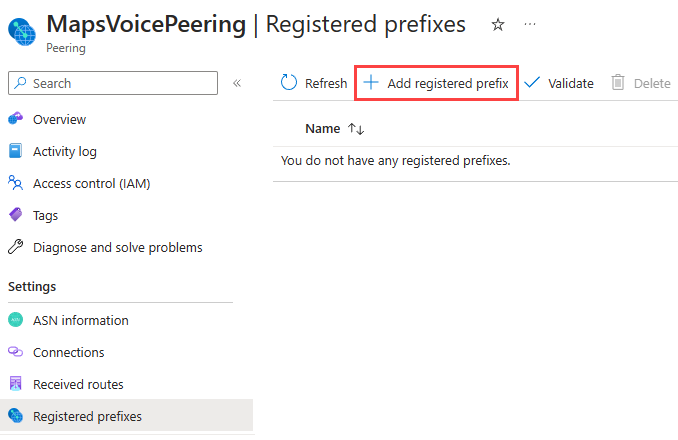 MapsVoicePeering | Registered prefixes
Peering
Search
Refresh Add registered prefix Validate Delete
Overview
Activity log
Access control (IAM)
Tags
Diagnose and solve problems
Name
You do not have any registered prefixes.
Settings
ASN information
Connections
Received routes
Registered prefixes